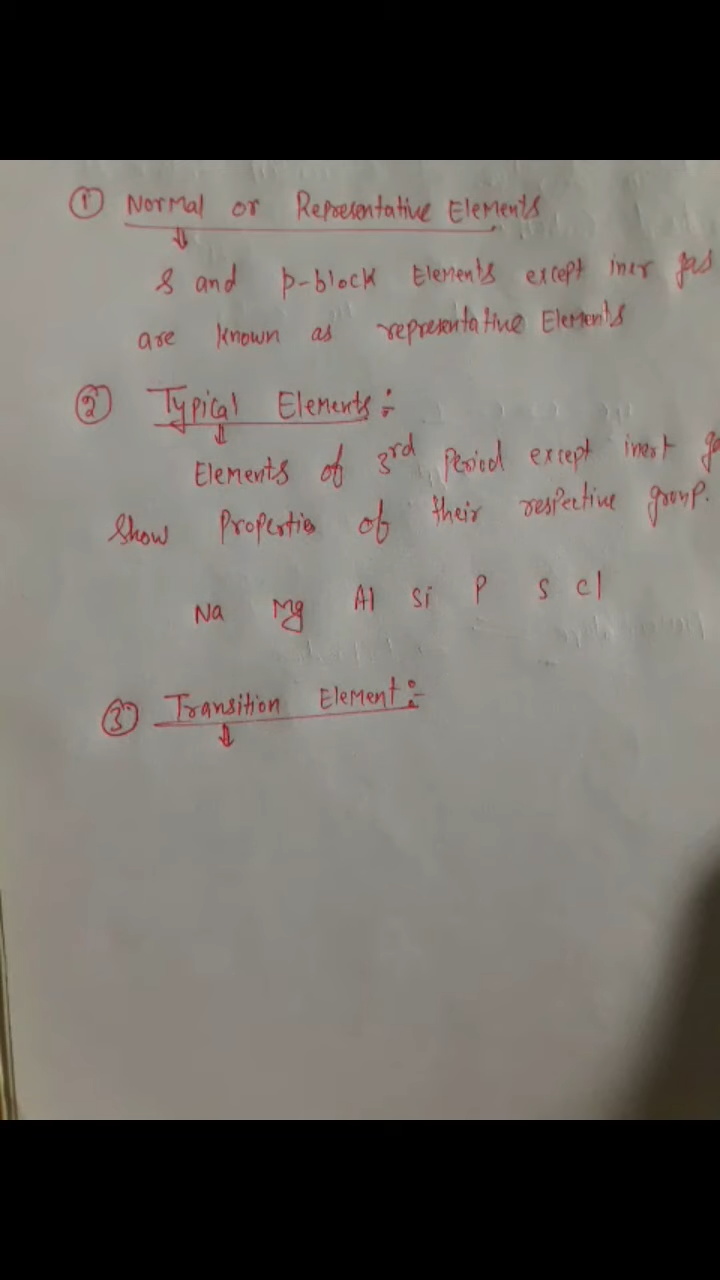 ① Normal or Representative Elements
S and p-block Elements except iner gas
are known as representative Elements
② Typical Elements :-
Elements of 3rd Period except inert
Show Properties of their respective group.
Na Mg Al Si P S Cl
③ Transition Element :-